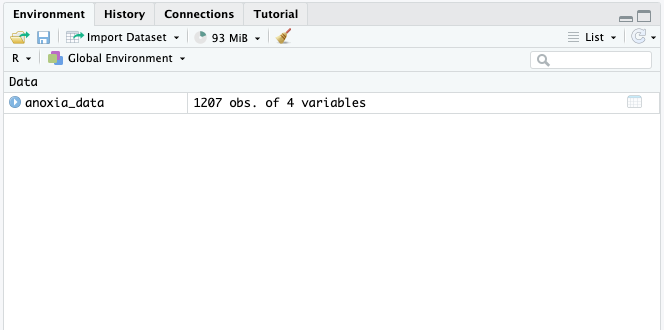 Environment History Connections Tutorial
Import Dataset 93 MiB List
R Global Environment
Data
anoxia_data 1207 obs. of 4 variables